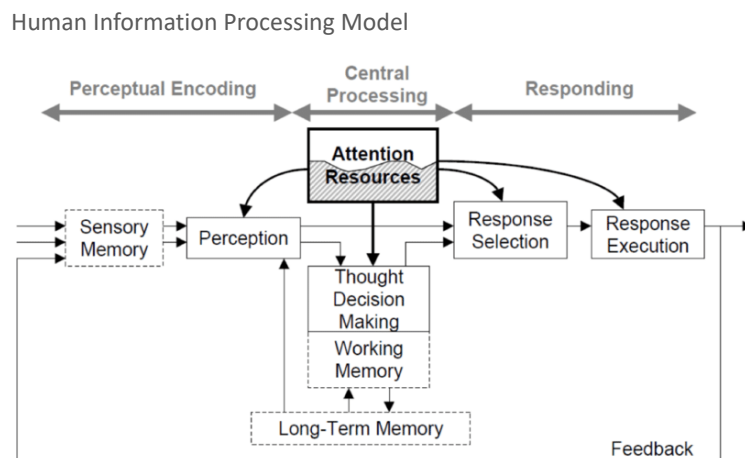 Human Information Processing Model
Perceptual Encoding
Central
Processing
Responding
Attention
Resources
Sensory
Memory
Perception
Response
Selection
Response
Execution
Thought
Decision
Making
Working
Memory
Long-Term Memory
Feedback